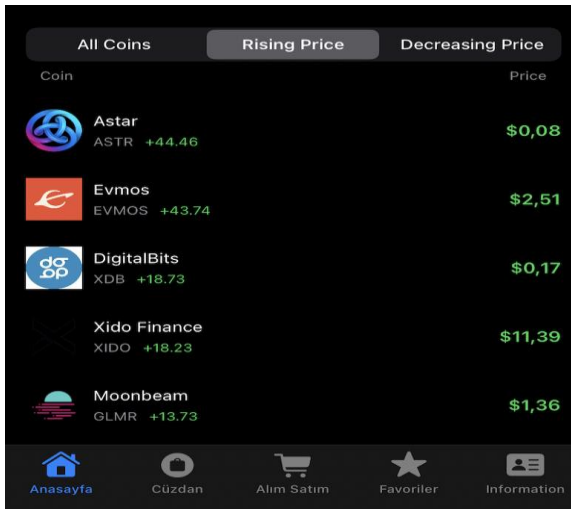 All Coins Rising Price Decreasing Price
Coin Price
Astar
ASTR +44.46 $0,08
Evmos
EVMOS +43.74 $2,51
DigitalBits
XDB +18.73 $0,17
Xido Finance
XIDO +18.23 $11,39
Moonbeam
GLMR +13.73 $1,36
Anasayfa Cüzdan Alım Satım Favoriler Information